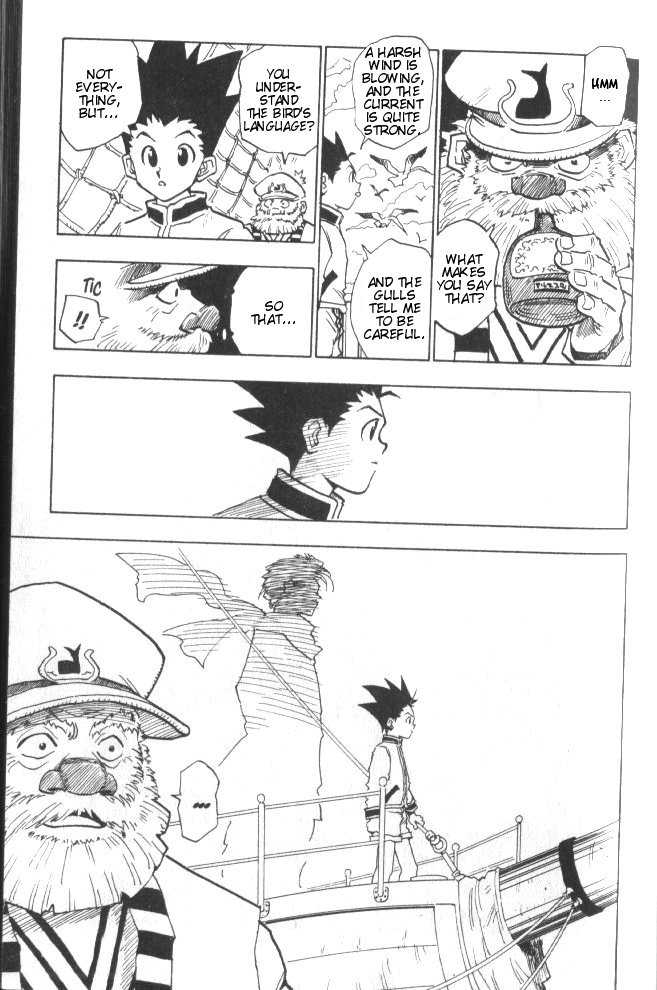 UMM
...
WHAT
MAKES
YOU SAY
THAT?
A HARSH
WIND IS
BLOWING,
AND THE
CURRENT
IS QUITE
STRONG.
AND THE
GULLS
TELL ME
TO BE
CAREFUL.
YOU
UNDER-
STAND
THE BIRD'S
LANGUAGE?
NOT
EVERY-
THING,
BUT...
SO
THAT...
TIC
!!
...